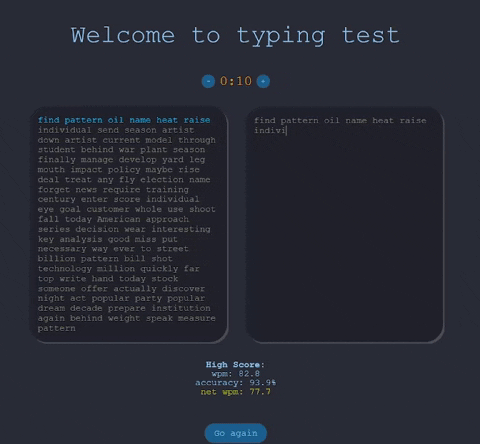 Welcome to typing test
- 0:10 +
find pattern oil name heat raise
individual send season artist
down artist current model through
student behind war plant season
finally manage develop yard leg
mouth impact policy maybe rise
deal treat any fly election name
forget news require training
century enter score individual
eye goal customer whole use shoot
fall today American approach
series decision wear interesting
key analysis good miss put
necessary way ever to street
billion pattern bill shot
technology million quickly far
top write hand today stock
someone offer actually discover
night act popular party popular
dream decade prepare institution
again behind weight speak measure
pattern
find pattern oil name heat raise
indivi
High Score:
wpm: 82.8
accuracy: 93.9%
net wpm: 77.7
Go again